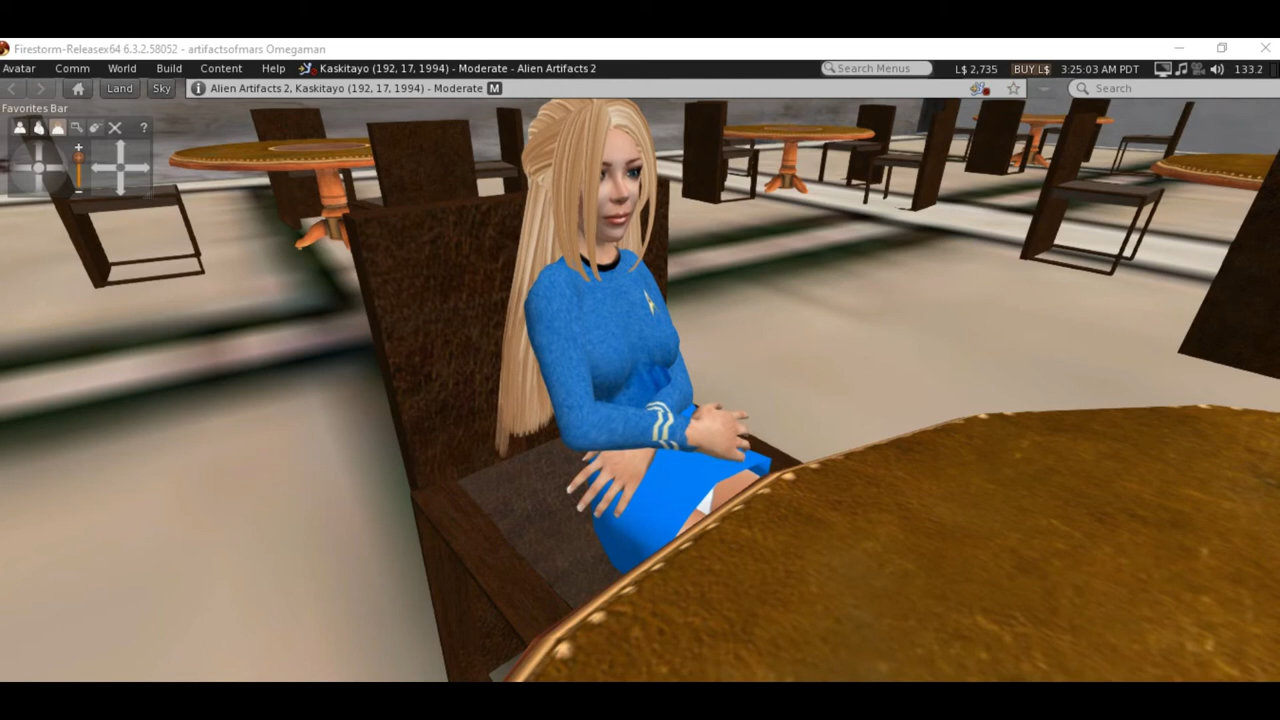 Firestorm-Releasex64 6.3.2.58052 - artifactsofmars Omegaman
Avatar Comm World Build Content Help Kaskitayo (192, 17, 1994) - Moderate - Alien Artifacts 2 Search Menus L$ 2,735 BUY L$ 3:25:03 AM PDT 133.2
Land Sky Alien Artifacts 2, Kaskitayo (192, 17, 1994) - Moderate M Search
Favorites Bar
?